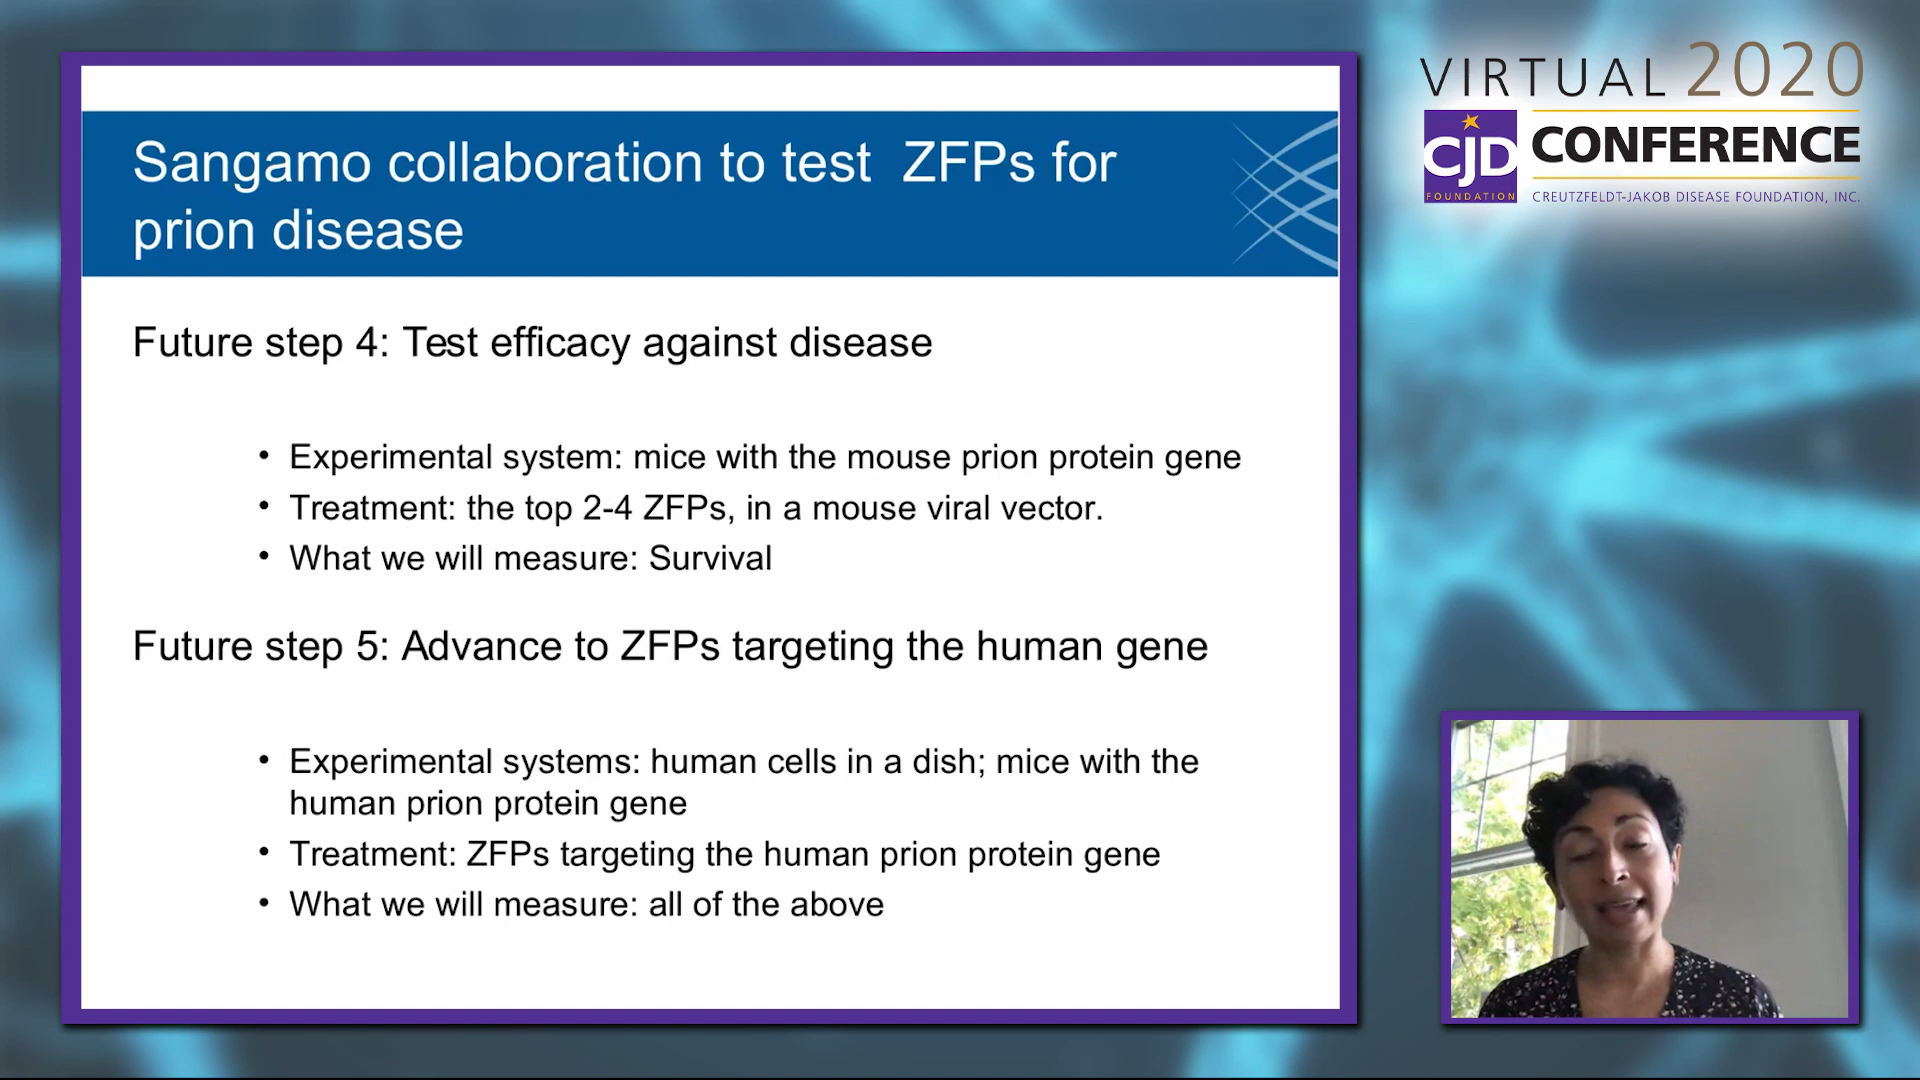 VIRTUAL 2020
CJD
FOUNDATION
CONFERENCE
CREUTZFELDT-JAKOB DISEASE FOUNDATION, INC.
Sangamo collaboration to test ZFPs for
prion disease
Future step 4: Test efficacy against disease
• Experimental system: mice with the mouse prion protein gene
• Treatment: the top 2-4 ZFPs, in a mouse viral vector.
• What we will measure: Survival
Future step 5: Advance to ZFPs targeting the human gene
• Experimental systems: human cells in a dish; mice with the
human prion protein gene
• Treatment: ZFPs targeting the human prion protein gene
• What we will measure: all of the above